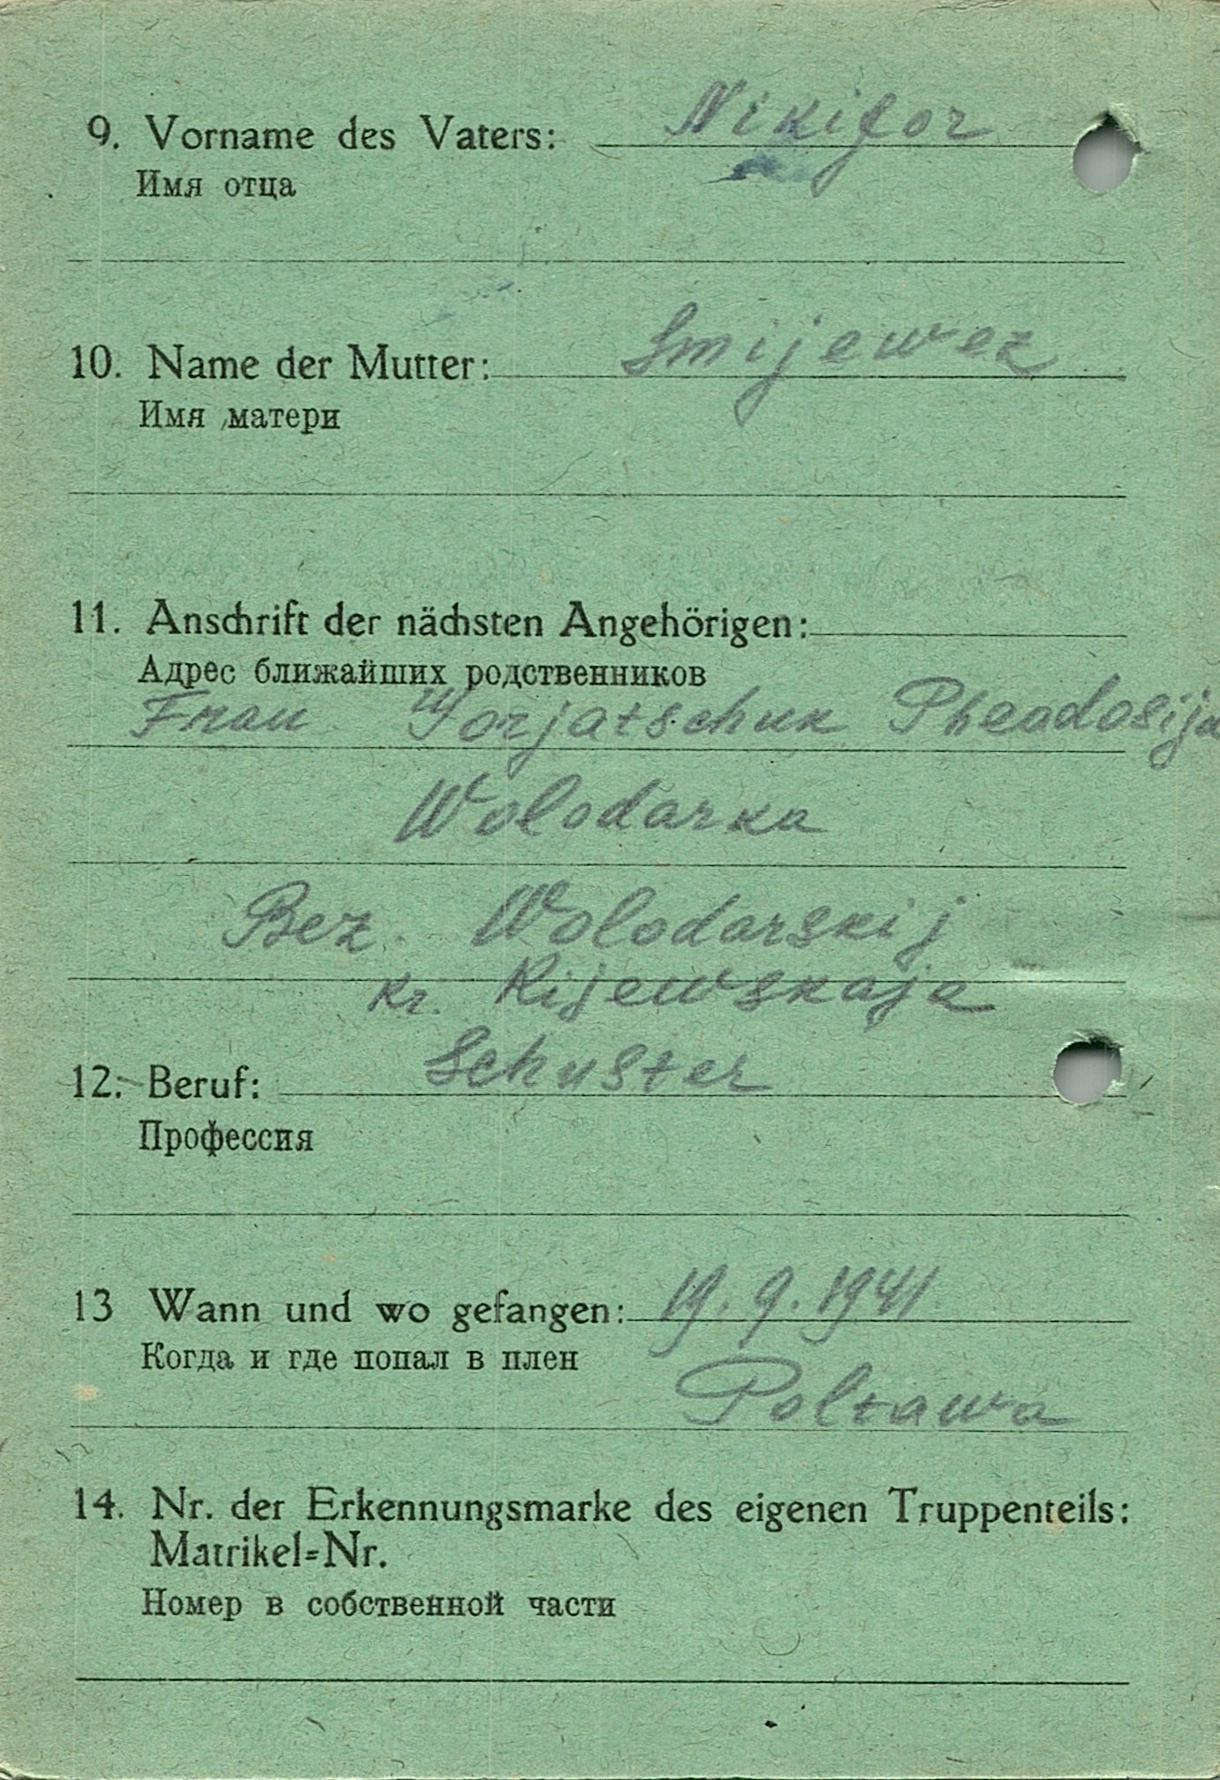 9. Vorname des Vaters: Nikifor
Имя отца
10. Name der Mutter: Smijewez
Имя матери
11. Anschrift der nächsten Angehörigen:
Адрес ближайших родственников
Frau Pheodosija
Wolodarka
Bez. Wolodarskij
Kr. Kijewskaja
12. Beruf: Schuster
Профессия
13 Wann und wo gefangen: 19.9.1941
Когда и где попал в плен
Poltawa
14. Nr. der Erkennungsmarke des eigenen Truppenteils:
Matrikel=Nr.
Номер в собственной части